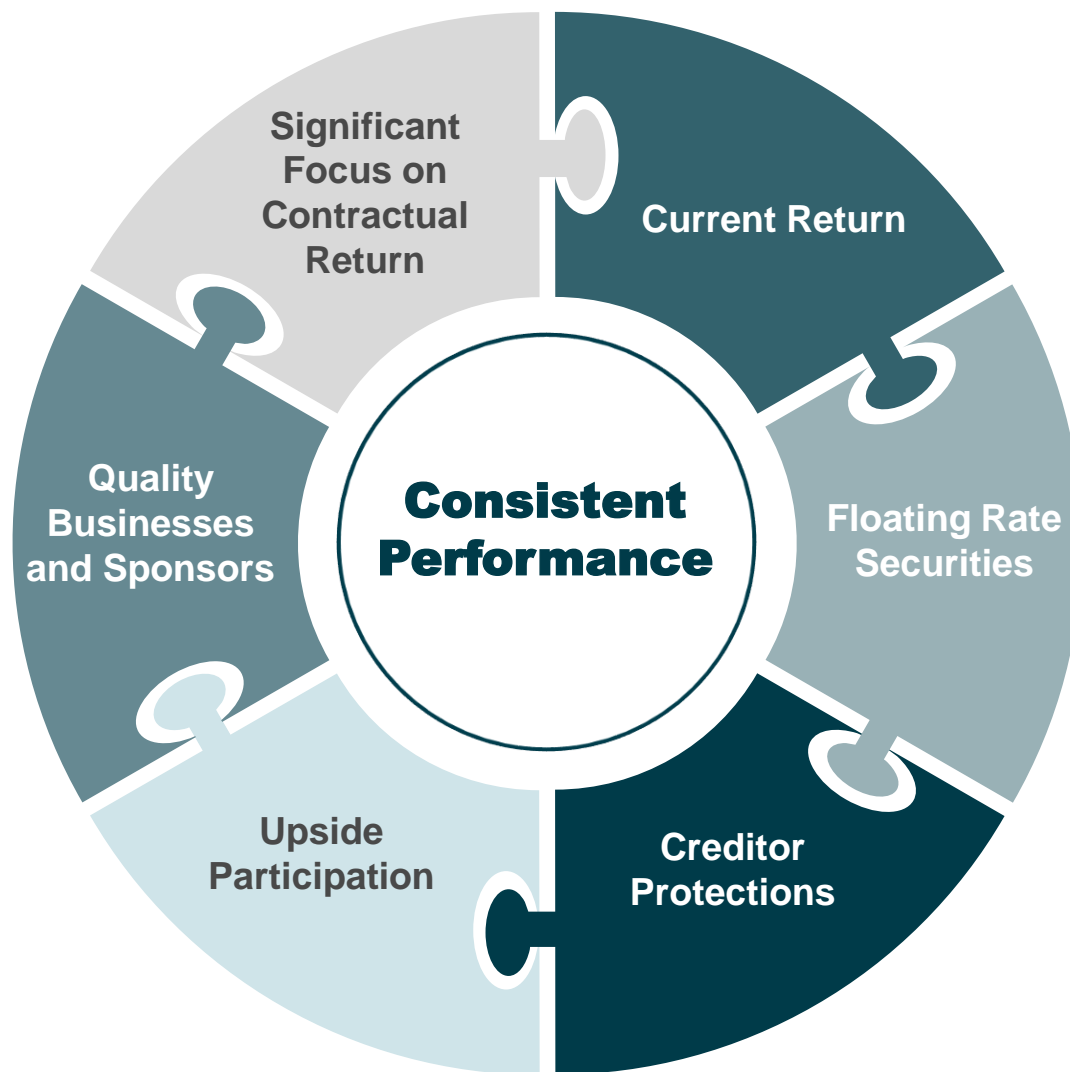 Significant
Focus on
Contractual
Return
Current Return
Quality
Businesses
and Sponsors
Consistent
Performance
Floating Rate
Securities
Upside
Participation
Creditor
Protections